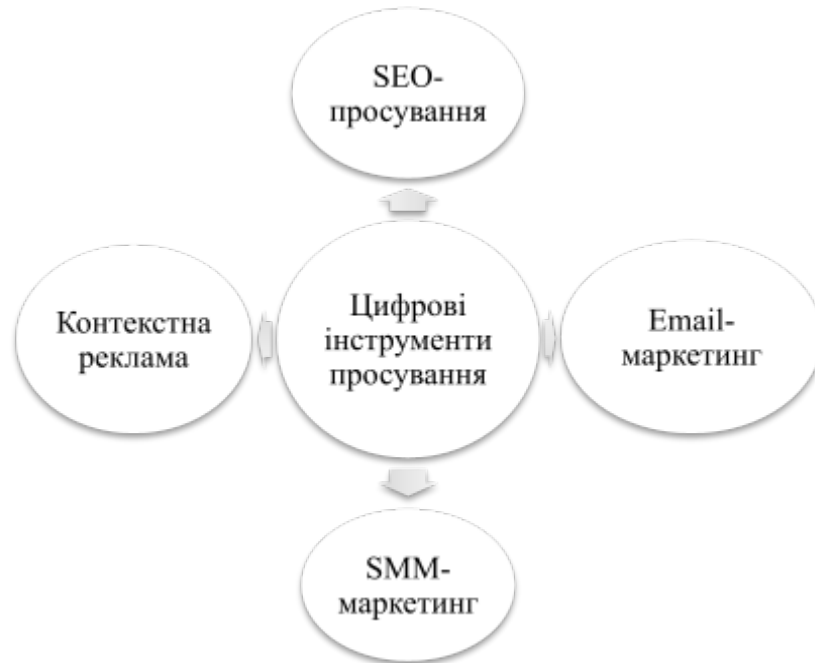 SEO-
просування
Контекстна
реклама
Цифрові
інструменти
просування
Email-
маркетинг
SMM-
маркетинг